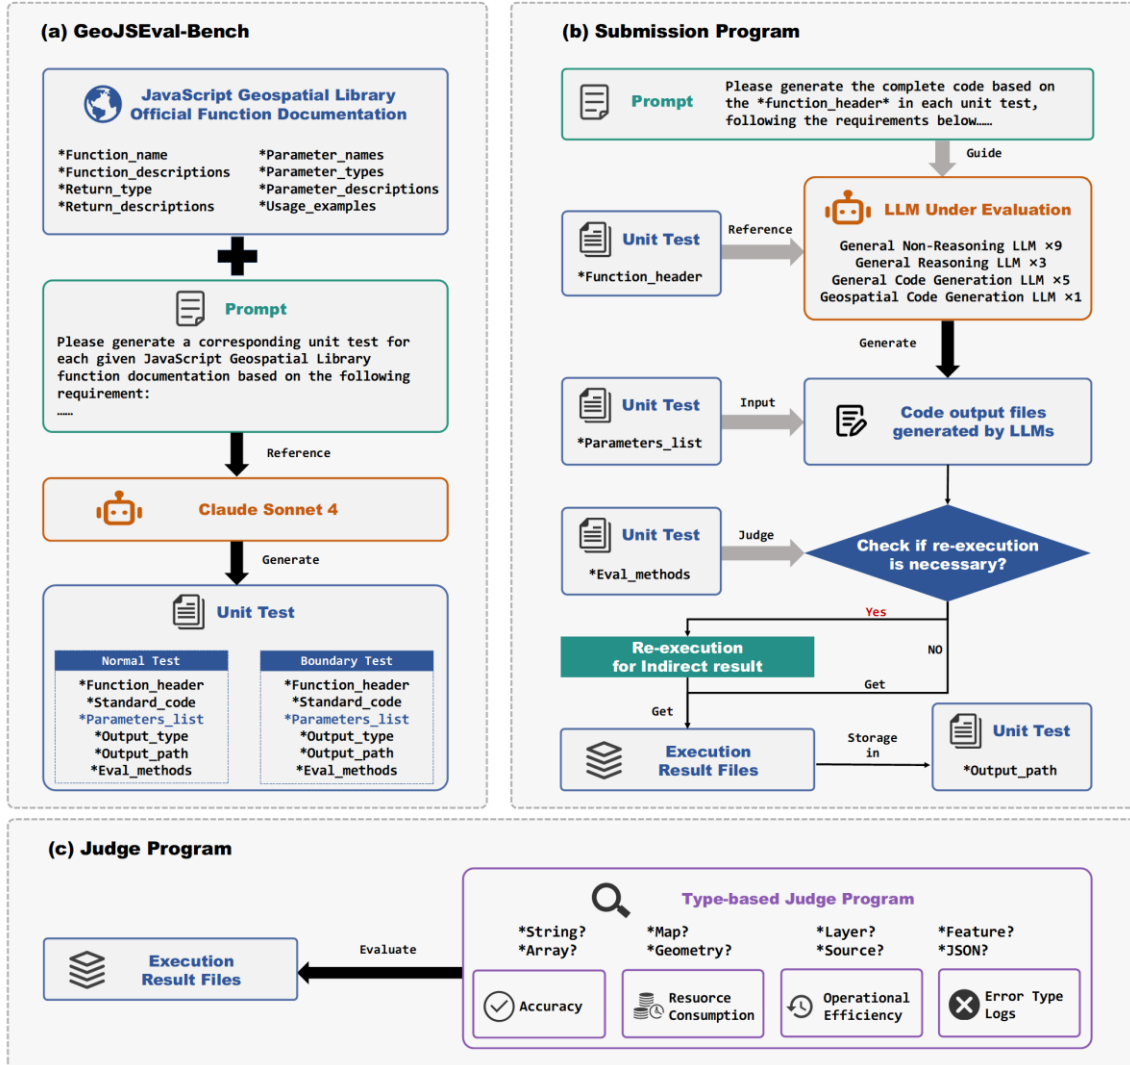 (a) GeoJSEval-Bench
JavaScript Geospatial Library
Official Function Documentation
*Function_name
*Function_descriptions
*Return_type
*Return_descriptions
*Parameter_names
*Parameter_types
*Parameter_descriptions
*Usage_examples
Prompt
Please generate a corresponding unit test for
each given JavaScript Geospatial Library
function documentation based on the following
requirement:
……
Reference
Claude Sonnet 4
Generate
Unit Test
Normal Test
*Function_header
*Standard_code
*Parameters_list
*Output_type
*Output_path
*Eval_methods
Boundary Test
*Function_header
*Standard_code
*Parameters_list
*Output_type
*Output_path
*Eval_methods
(b) Submission Program
Prompt
Please generate the complete code based on
the *function_header* in each unit test,
following the requirements below……
Guide
Unit Test
*Function_header
Reference
LLM Under Evaluation
General Non-Reasoning LLM ×9
General Reasoning LLM ×3
General Code Generation LLM ×5
Geospatial Code Generation LLM ×1
Generate
Unit Test
*Parameters_list
Input
Code output files
generated by LLMs
Unit Test
*Eval_methods
Judge
Check if re-execution
is necessary?
Yes
Re-execution
for Indirect result
NO
Get
Get
Execution
Result Files
Storage
in
Unit Test
*Output_path
(c) Judge Program
Execution
Result Files
Evaluate
Type-based Judge Program
*String?
*Array?
*Map?
*Geometry?
*Layer?
*Source?
*Feature?
*JSON?
Accuracy
Resuorce
Consumption
Operational
Efficiency
Error Type
Logs